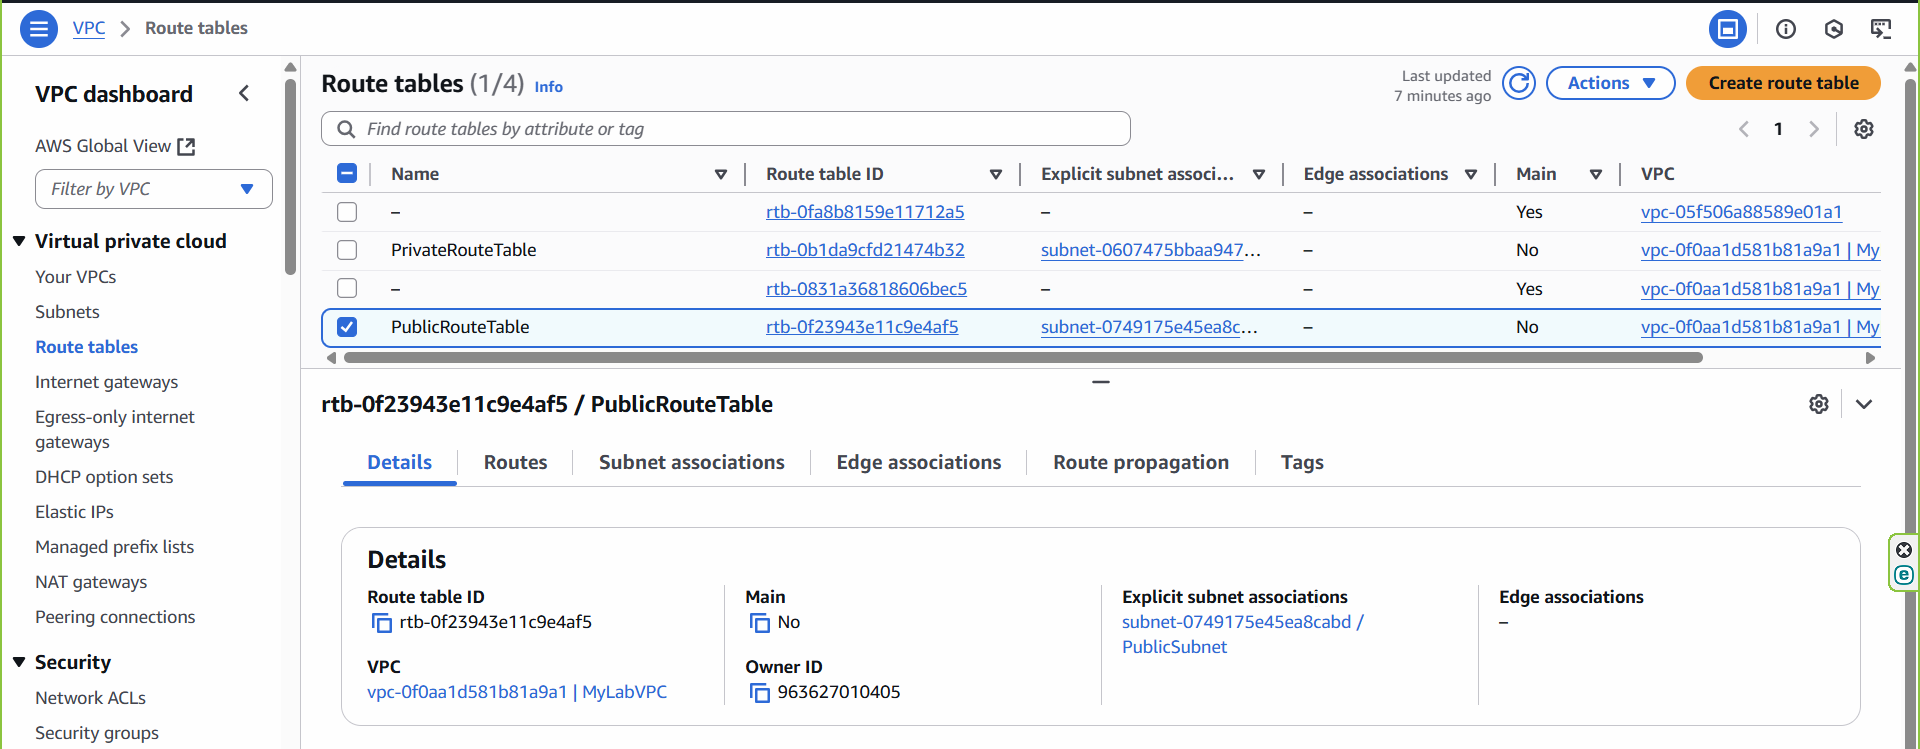 VPC > Route tables
VPC dashboard
AWS Global View
Filter by VPC
Virtual private cloud
Your VPCs
Subnets
Route tables
Internet gateways
Egress-only internet
gateways
DHCP option sets
Elastic IPs
Managed prefix lists
NAT gateways
Peering connections
Security
Network ACLs
Security groups
Route tables (1/4) Info
Last updated
7 minutes ago
Actions
Create route table
Find route tables by attribute or tag
1
Name Route table ID Explicit subnet associ... Edge associations Main VPC
– rtb-0fa8b8159e11712a5 – – Yes vpc-05f506a88589e01a1
PrivateRouteTable rtb-0b1da9cfd21474b32 subnet-0607475bbaa947... – No vpc-0f0aa1d581b81a9a1 | My
– rtb-0831a36818606bec5 – – Yes vpc-0f0aa1d581b81a9a1 | My
PublicRouteTable rtb-0f23943e11c9e4af5 subnet-0749175e45ea8c... – No vpc-0f0aa1d581b81a9a1 | My
rtb-0f23943e11c9e4af5 / PublicRouteTable
Details Routes Subnet associations Edge associations Route propagation Tags
Details
Route table ID
rtb-0f23943e11c9e4af5
VPC
vpc-0f0aa1d581b81a9a1 | MyLabVPC
Main
No
Owner ID
963627010405
Explicit subnet associations
subnet-0749175e45ea8cabd /
PublicSubnet
Edge associations
–